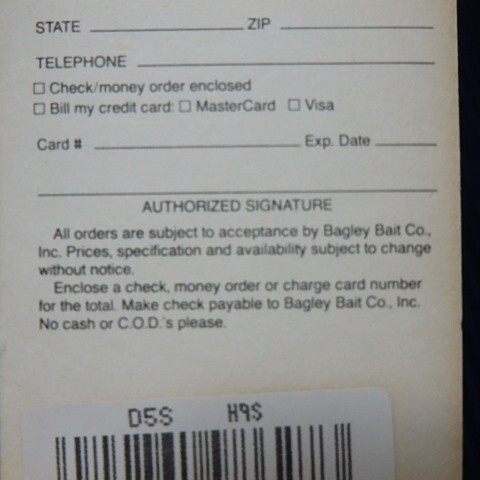 STATE ZIP
TELEPHONE
Check/money order enclosed
Bill my credit card: MasterCard Visa
Card # Exp. Date
AUTHORIZED SIGNATURE
All orders are subject to acceptance by Bagley Bait Co.,
Inc. Prices, specification and availability subject to change
without notice.
Enclose a check, money order or charge card number
for the total. Make check payable to Bagley Bait Co., Inc.
No cash or C.O.D.'s please.
D5S H9S